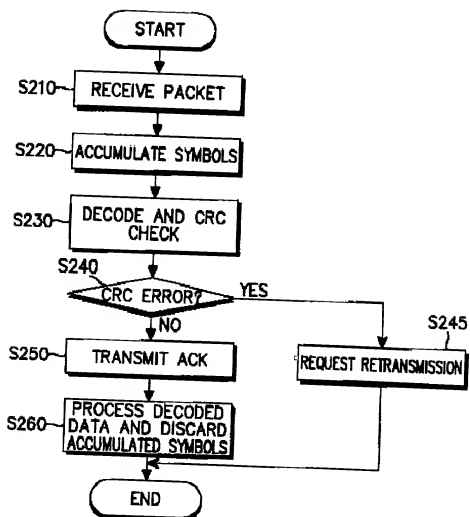 START
S210
RECEIVE PACKET
S220
ACCUMULATE SYMBOLS
S230
DECODE AND CRC
CHECK
S240
CRC ERROR?
YES
NO
S245
REQUEST RETRANSMISSION
S250
TRANSMIT ACK
S260
PROCESS DECODED
DATA AND DISCARD
ACCUMULATED SYMBOLS
END